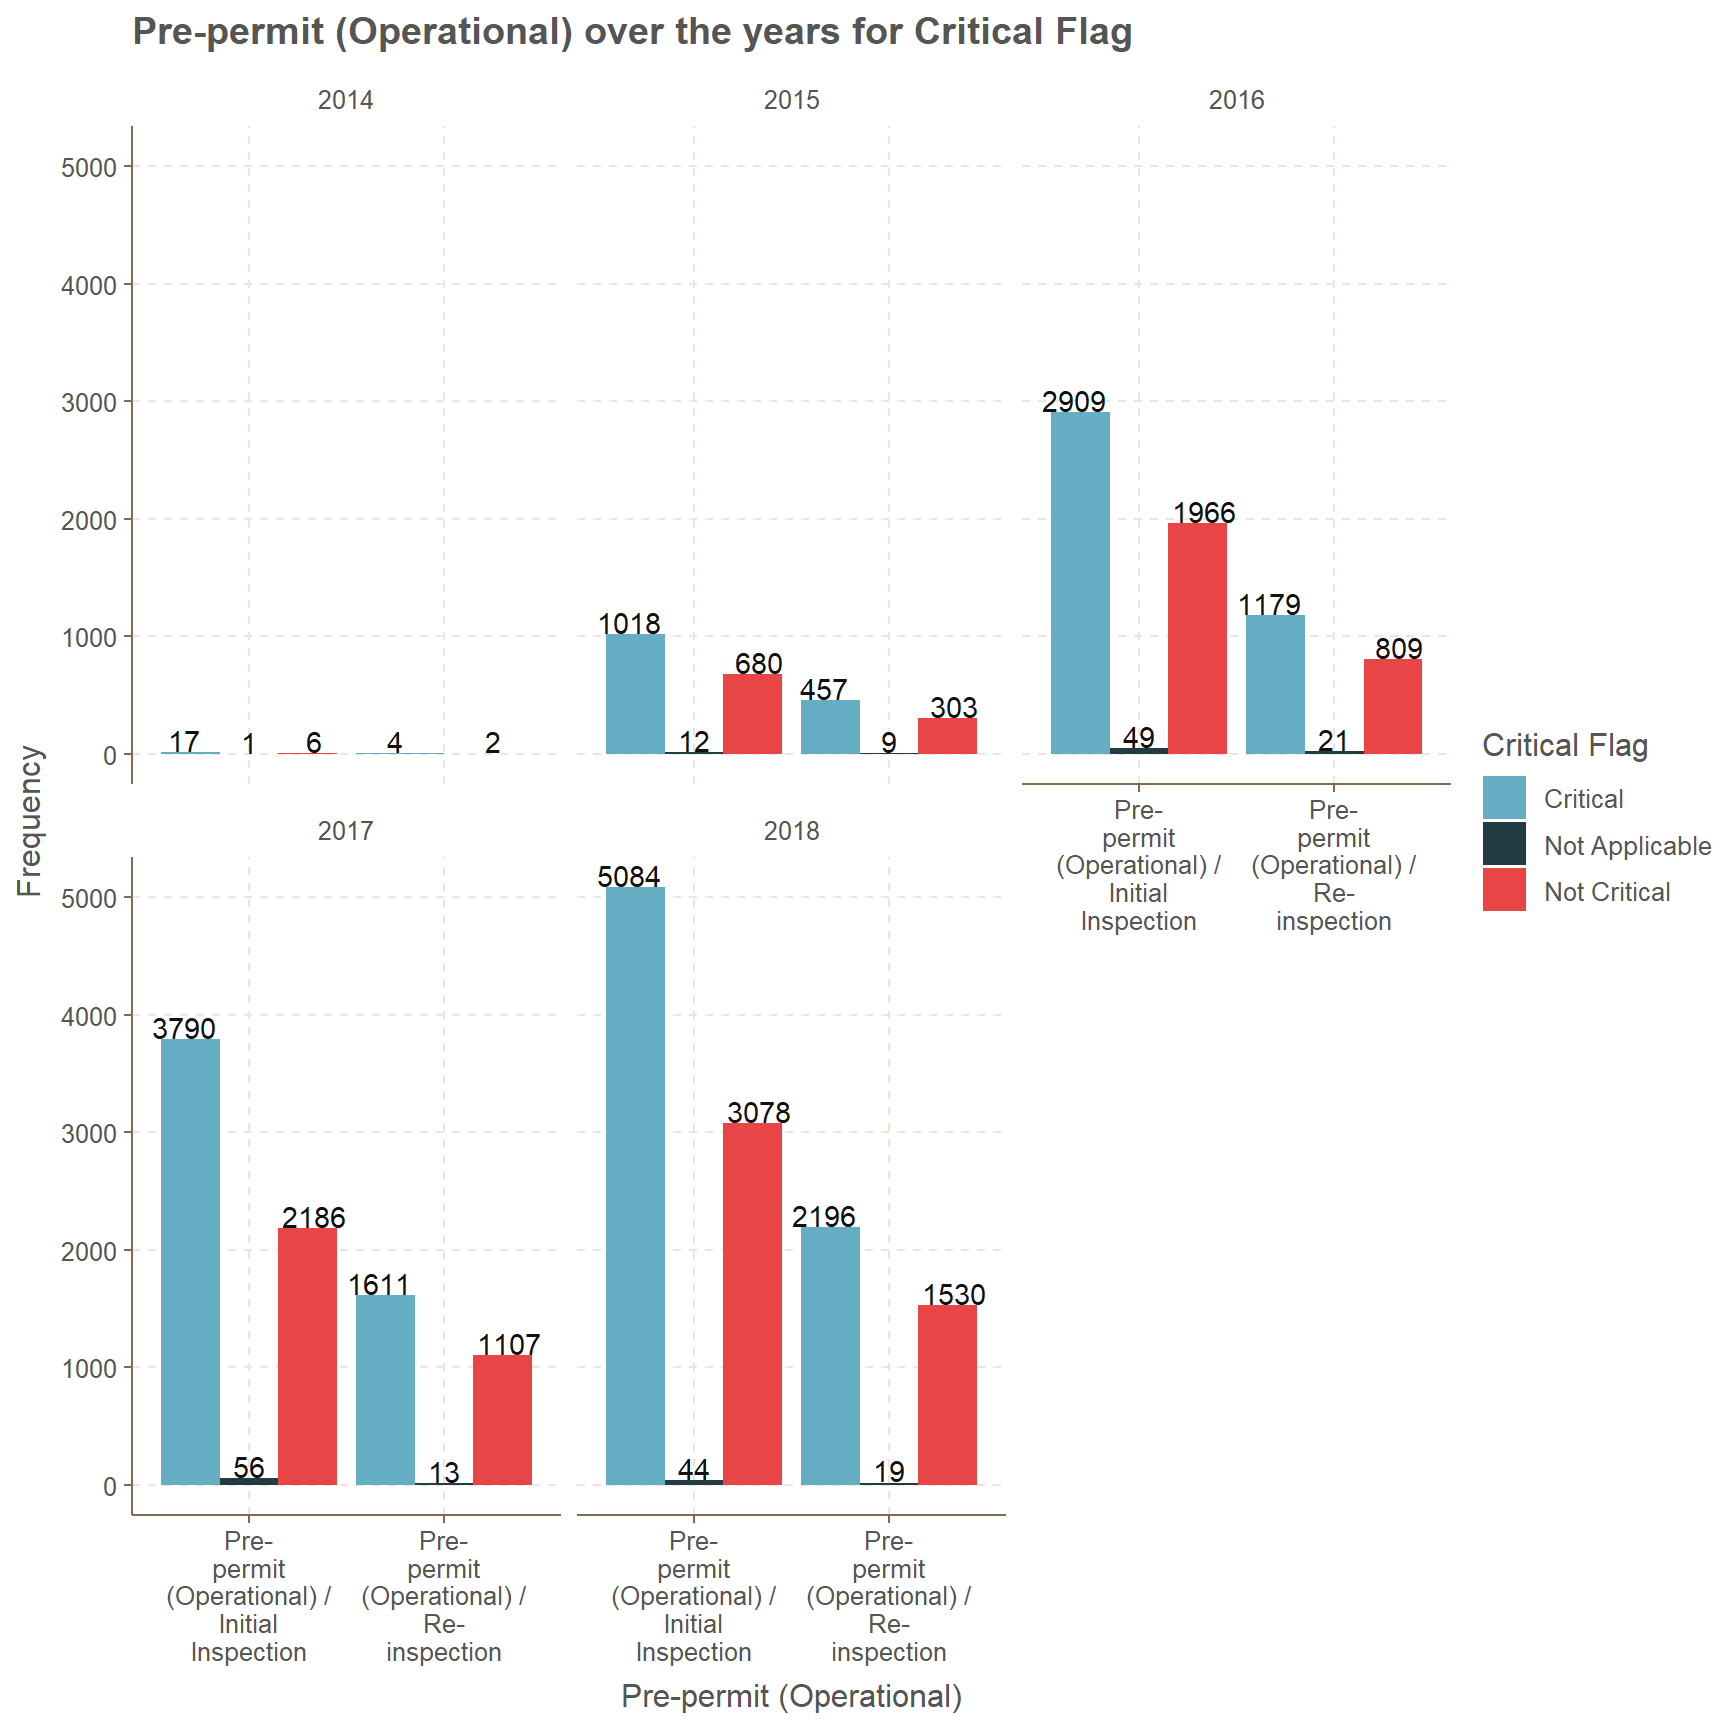 Pre-permit (Operational) over the years for Critical Flag
2014
2015
2016
5000
4000
3000
2000
1000
0
17
1
6
4
2
1018
12
680
457
9
303
2909
49
1966
1179
21
809
Pre-
permit
(Operational) /
Initial
Inspection
Pre-
permit
(Operational) /
Re-
inspection
Frequency
Critical Flag
Critical
Not Applicable
Not Critical
2017
2018
5000
4000
3000
2000
1000
0
3790
56
2186
1611
13
1107
5084
44
3078
2196
19
1530
Pre-
permit
(Operational) /
Initial
Inspection
Pre-
permit
(Operational) /
Re-
inspection
Pre-
permit
(Operational) /
Initial
Inspection
Pre-
permit
(Operational) /
Re-
inspection
Pre-permit (Operational)